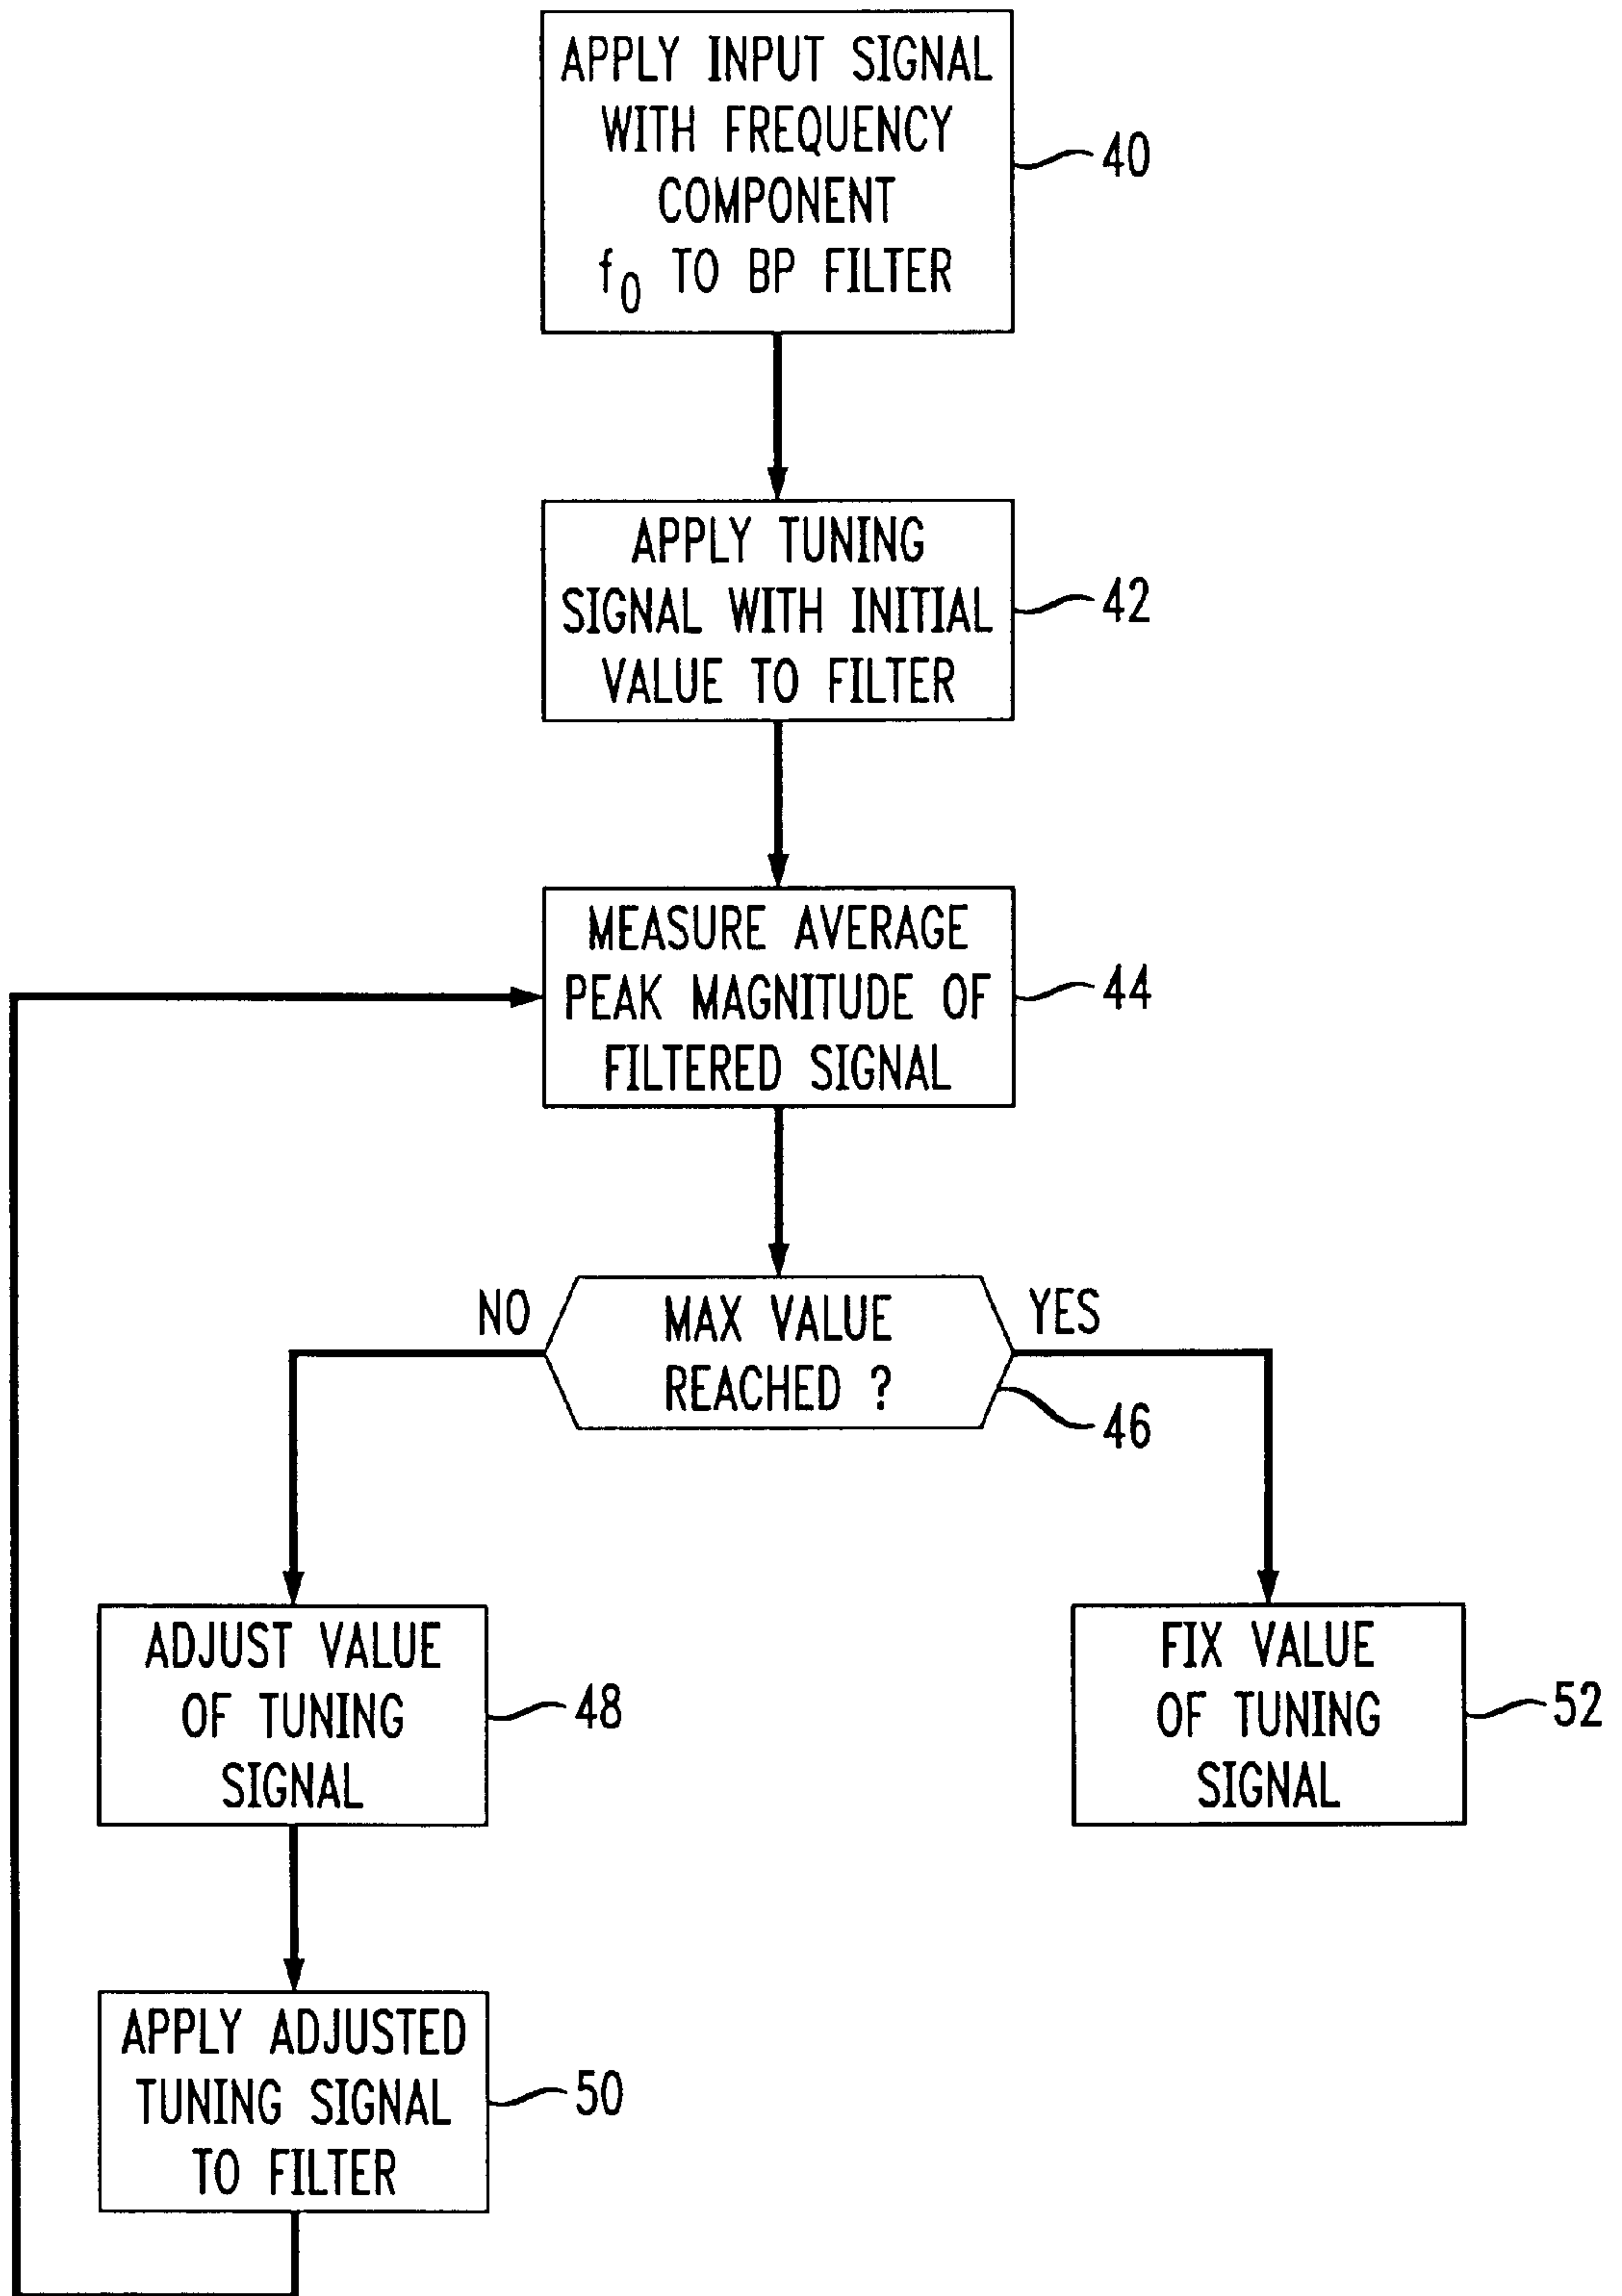 APPLY INPUT SIGNAL
WITH FREQUENCY
COMPONENT
f0 TO BP FILTER
40
APPLY TUNING
SIGNAL WITH INITIAL
VALUE TO FILTER
42
MEASURE AVERAGE
PEAK MAGNITUDE OF
FILTERED SIGNAL
44
NO
MAX VALUE
REACHED ?
YES
46
ADJUST VALUE
OF TUNING
SIGNAL
48
FIX VALUE
OF TUNING
SIGNAL
52
APPLY ADJUSTED
TUNING SIGNAL
TO FILTER
50